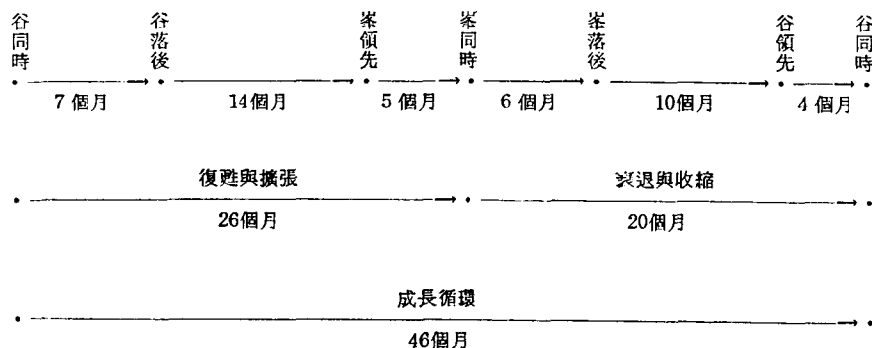 谷同時 谷落後 峯領先 峯同時 峯落後 谷領先 谷同時
7個月 14個月 5個月 6個月 10個月 4個月
復甦與擴張 衰退與收縮
26個月 20個月
成長循環
46個月